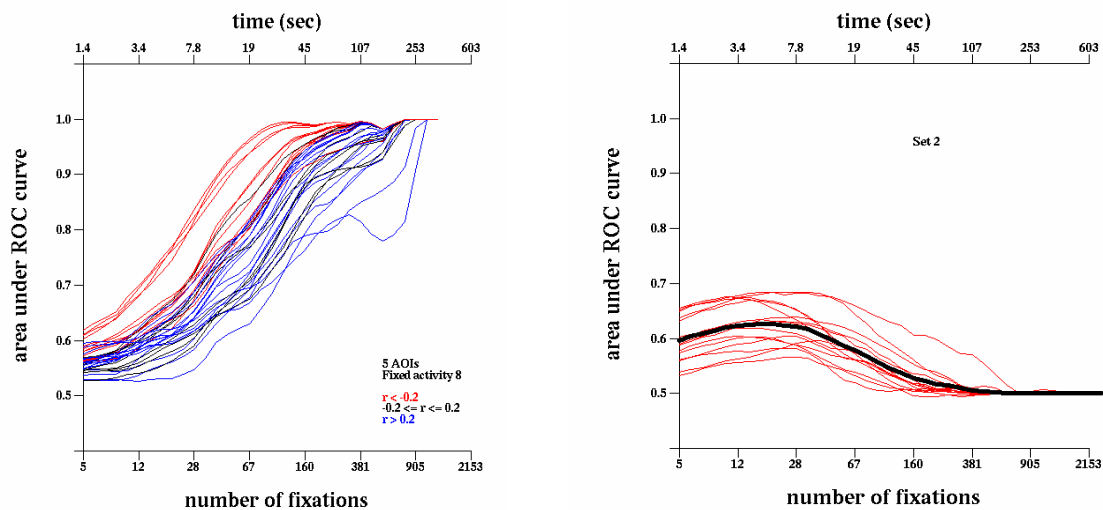 time (sec)
1.4 3.4 7.8 19 45 107 253 603
1.0
0.9
0.8
0.7
0.6
0.5
area under ROC curve
5 AOIs
Fixed activity 8
r < -0.2
-0.2 <= r <= 0.2
r > 0.2
5 12 28 67 160 381 905 2153
number of fixations
time (sec)
1.4 3.4 7.8 19 45 107 253 603
1.0
0.9
0.8
0.7
0.6
0.5
area under ROC curve
Set 2
5 12 28 67 160 381 905 2153
number of fixations